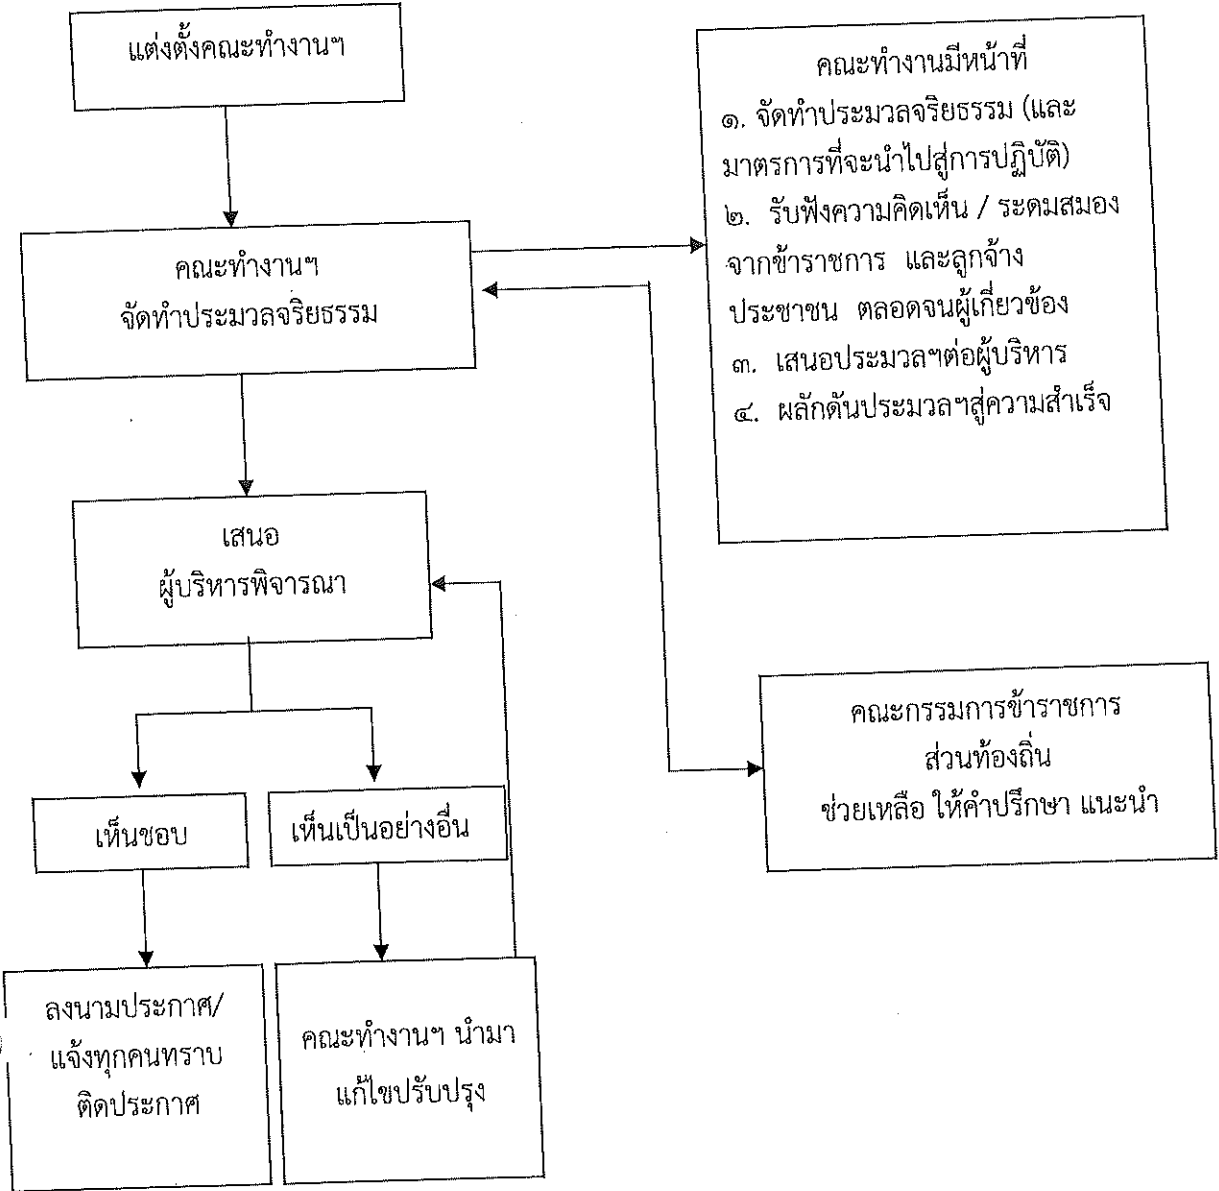 แต่งตั้งคณะทำงานฯ
คณะทำงานมีหน้าที่
๑. จัดทำประมวลจริยธรรม (และ
มาตรการที่จะนำไปสู่การปฏิบัติ)
๒. รับฟังความคิดเห็น / ระดมสมอง
จากข้าราชการ และลูกจ้าง
ประชาชน ตลอดจนผู้เกี่ยวข้อง
๓. เสนอประมวลฯต่อผู้บริหาร
๔. ผลักดันประมวลฯสู่ความสำเร็จ
คณะทำงานฯ
จัดทำประมวลจริยธรรม
เสนอ
ผู้บริหารพิจารณา
คณะกรรมการข้าราชการ
ส่วนท้องถิ่น
ช่วยเหลือ ให้คำปรึกษา แนะนำ
เห็นชอบ
เห็นเป็นอย่างอื่น
ลงนามประกาศ/
แจ้งทุกคนทราบ
ติดประกาศ
คณะทำงานฯ นำมา
แก้ไขปรับปรุง